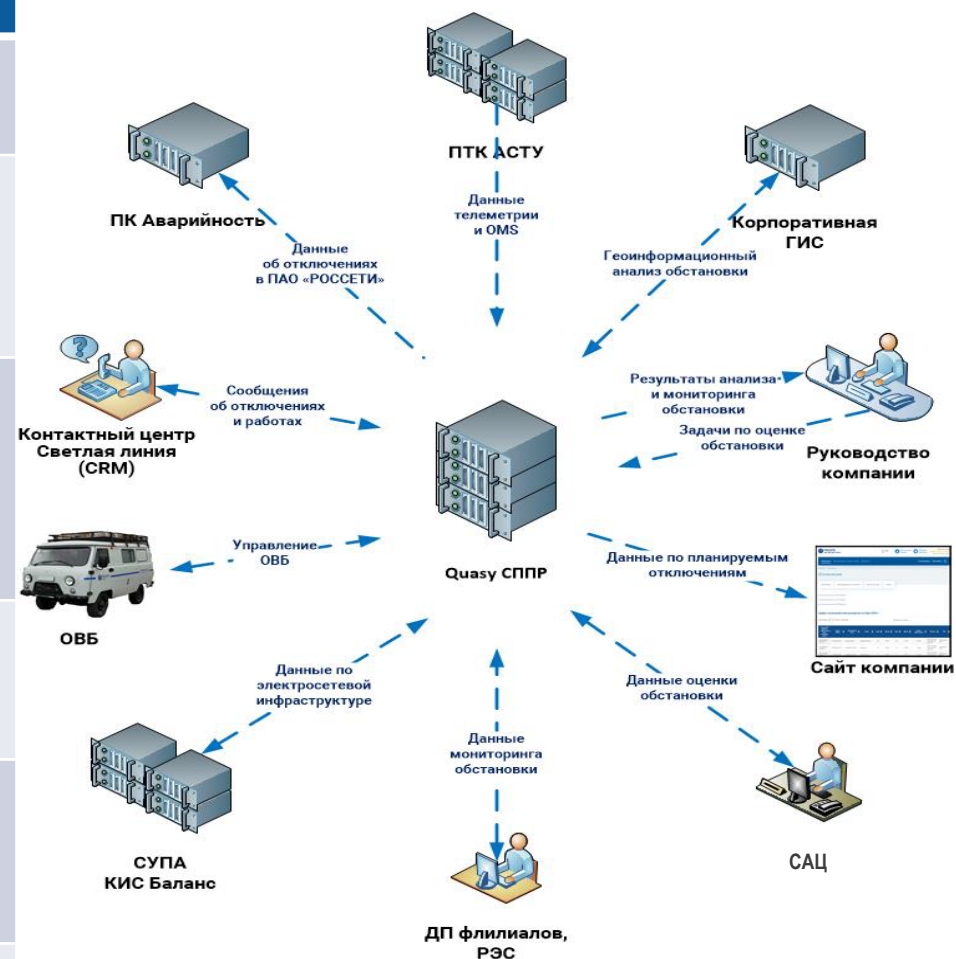 ПТК АСТУ
Данные
телеметрии
и OMS
ПК Аварийность
Данные
об отключениях
в ПАО «РОССЕТИ»
Корпоративная
ГИС
Геоинформационный
анализ обстановки
Сообщения
об отключениях
и работах
Контактный центр
Светлая линия
(CRM)
Результаты анализа
и мониторинга
обстановки
Задачи по оценке
обстановки
Руководство
компании
Управление
ОВБ
ОВБ
Quasy СППР
Данные по планируемым
отключениям
Сайт компании
Данные по
электросетевой
инфраструктуре
СУПА
КИС Баланс
Данные
мониторинга
обстановки
ДП флилиалов,
РЭС
Данные оценки
обстановки
САЦ